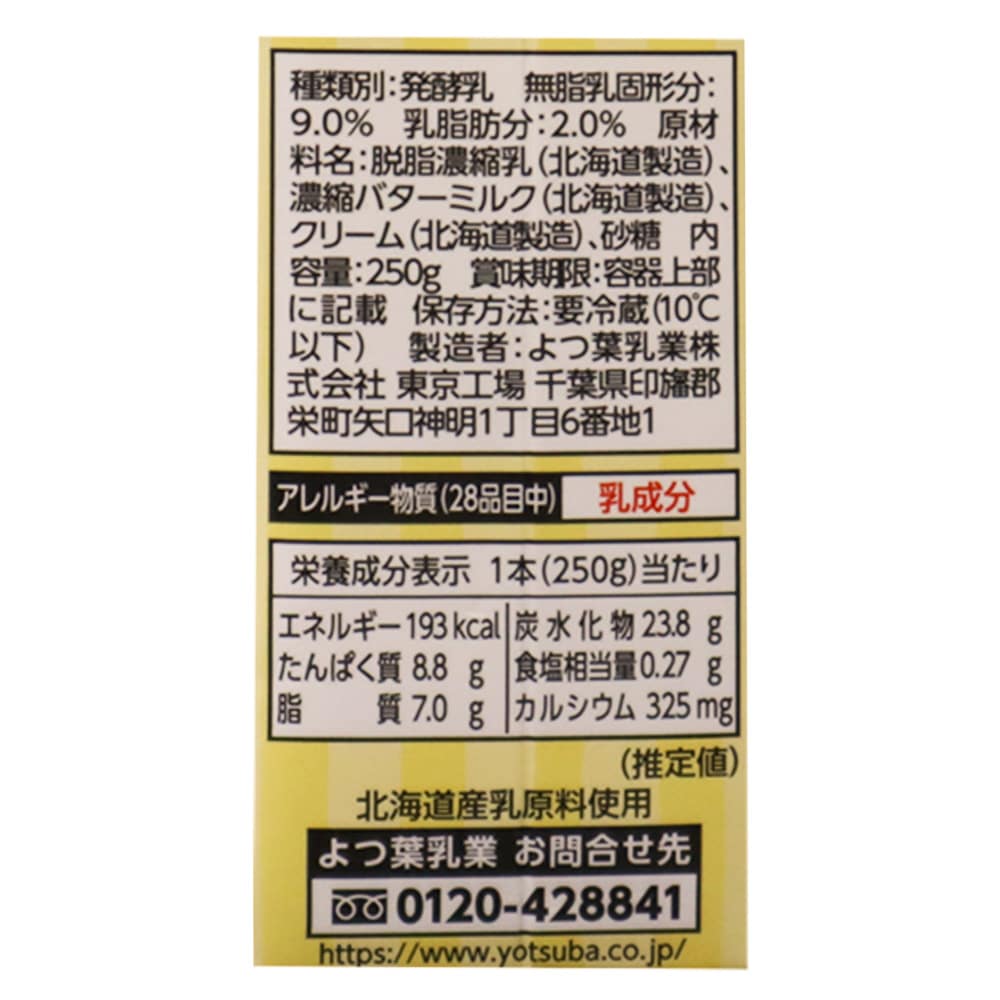 種類別:発酵乳 無脂乳固形分:
9.0% 乳脂肪分:2.0% 原材
料名:脱脂濃縮乳(北海道製造)、
濃縮バターミルク(北海道製造)、
クリーム(北海道製造)、砂糖 内
容量:250g 賞味期限:容器上部
に記載 保存方法:要冷蔵(10℃
以下) 製造者:よつ葉乳業株
式会社 東京工場 千葉県印旛郡
栄町矢口神明1丁目6番地1
アレルギー物質(28品目中) 乳成分
栄養成分表示 1本(250g)当たり
エネルギー 193kcal 炭水化物 23.8 g
たんぱく質 8.8 g 食塩相当量 0.27 g
脂質 7.0 g カルシウム 325mg
(推定値)
北海道産乳原料使用
よつ葉乳業 お問合せ先
0120-428841
https://www.yotsuba.co.jp/